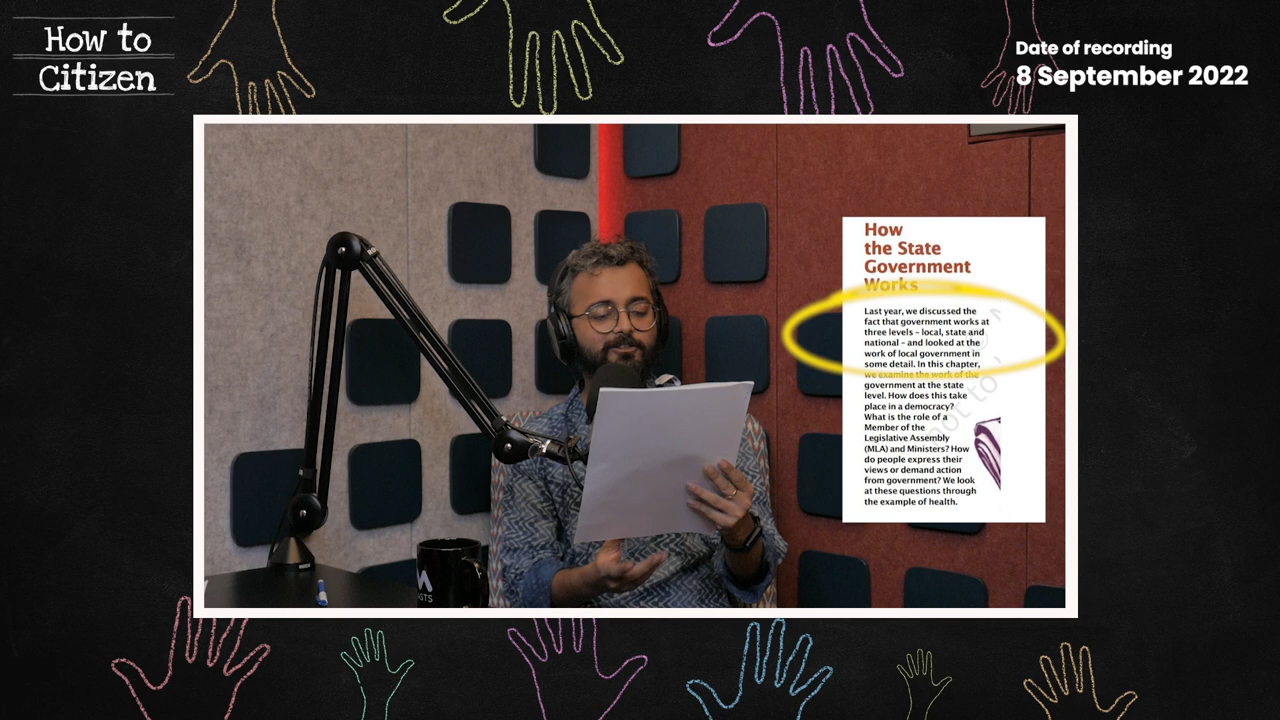 How to
Citizen
Date of recording
8 September 2022
How
the State
Government
Works
Last year, we discussed the
fact that government works at
three levels – local, state and
national – and looked at the
work of local government in
some detail. In this chapter,
we examine the work of the
government at the state
level. How does this take
place in a democracy?
What is the role of a
Member of the
Legislative Assembly
(MLA) and Ministers? How
do people express their
views or demand action
from government? We look
at these questions through
the example of health.
not to
ASTS